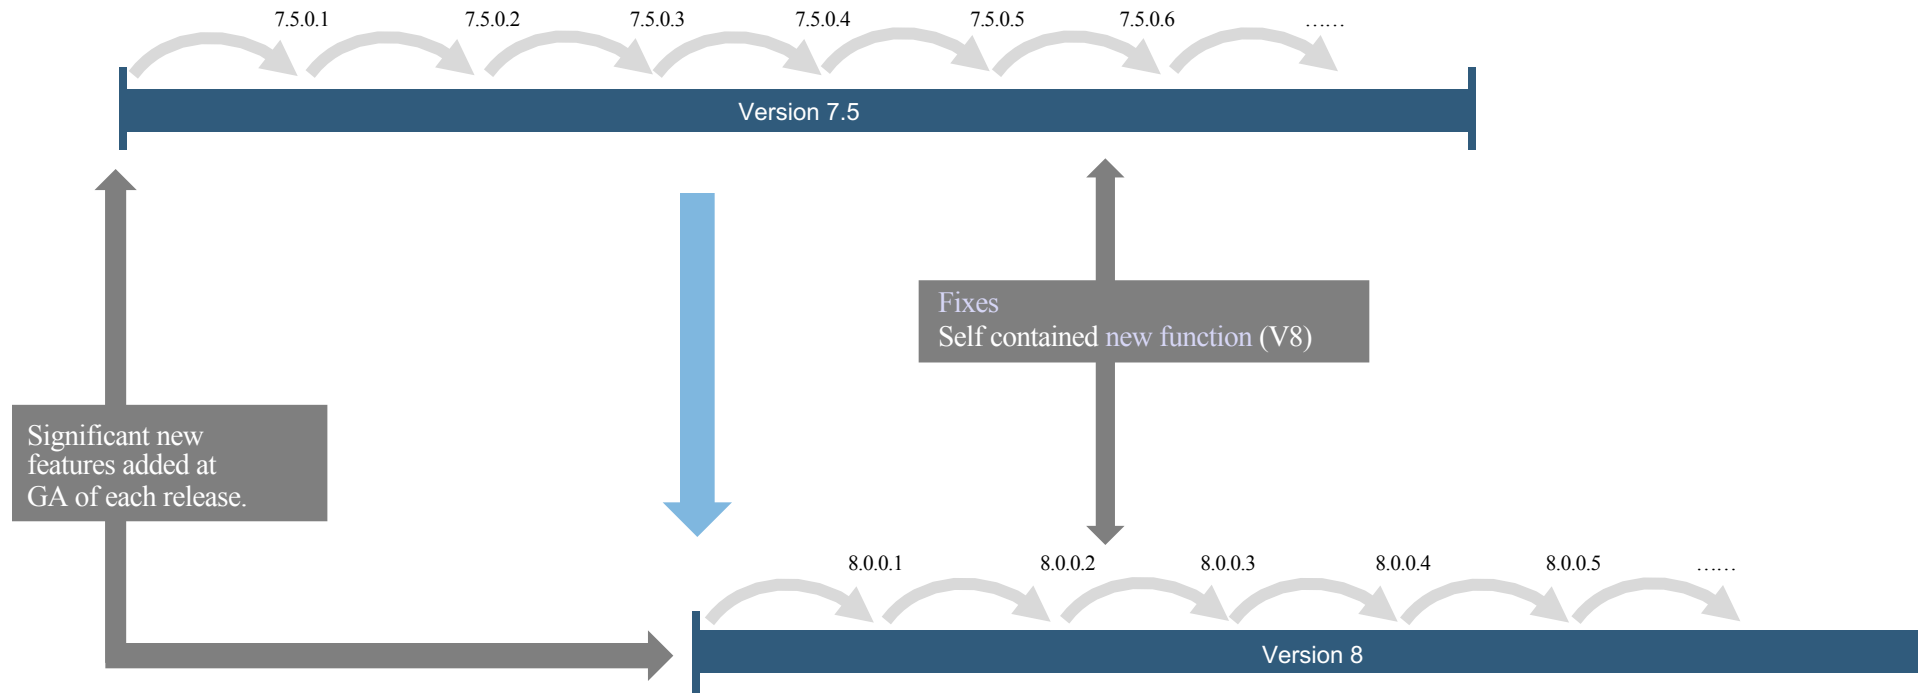 7.5.0.1 7.5.0.2 7.5.0.3 7.5.0.4 7.5.0.5 7.5.0.6 ......
Version 7.5
Fixes
Self contained new function (V8)
Significant new
features added at
GA of each release.
8.0.0.1 8.0.0.2 8.0.0.3 8.0.0.4 8.0.0.5 ......
Version 8